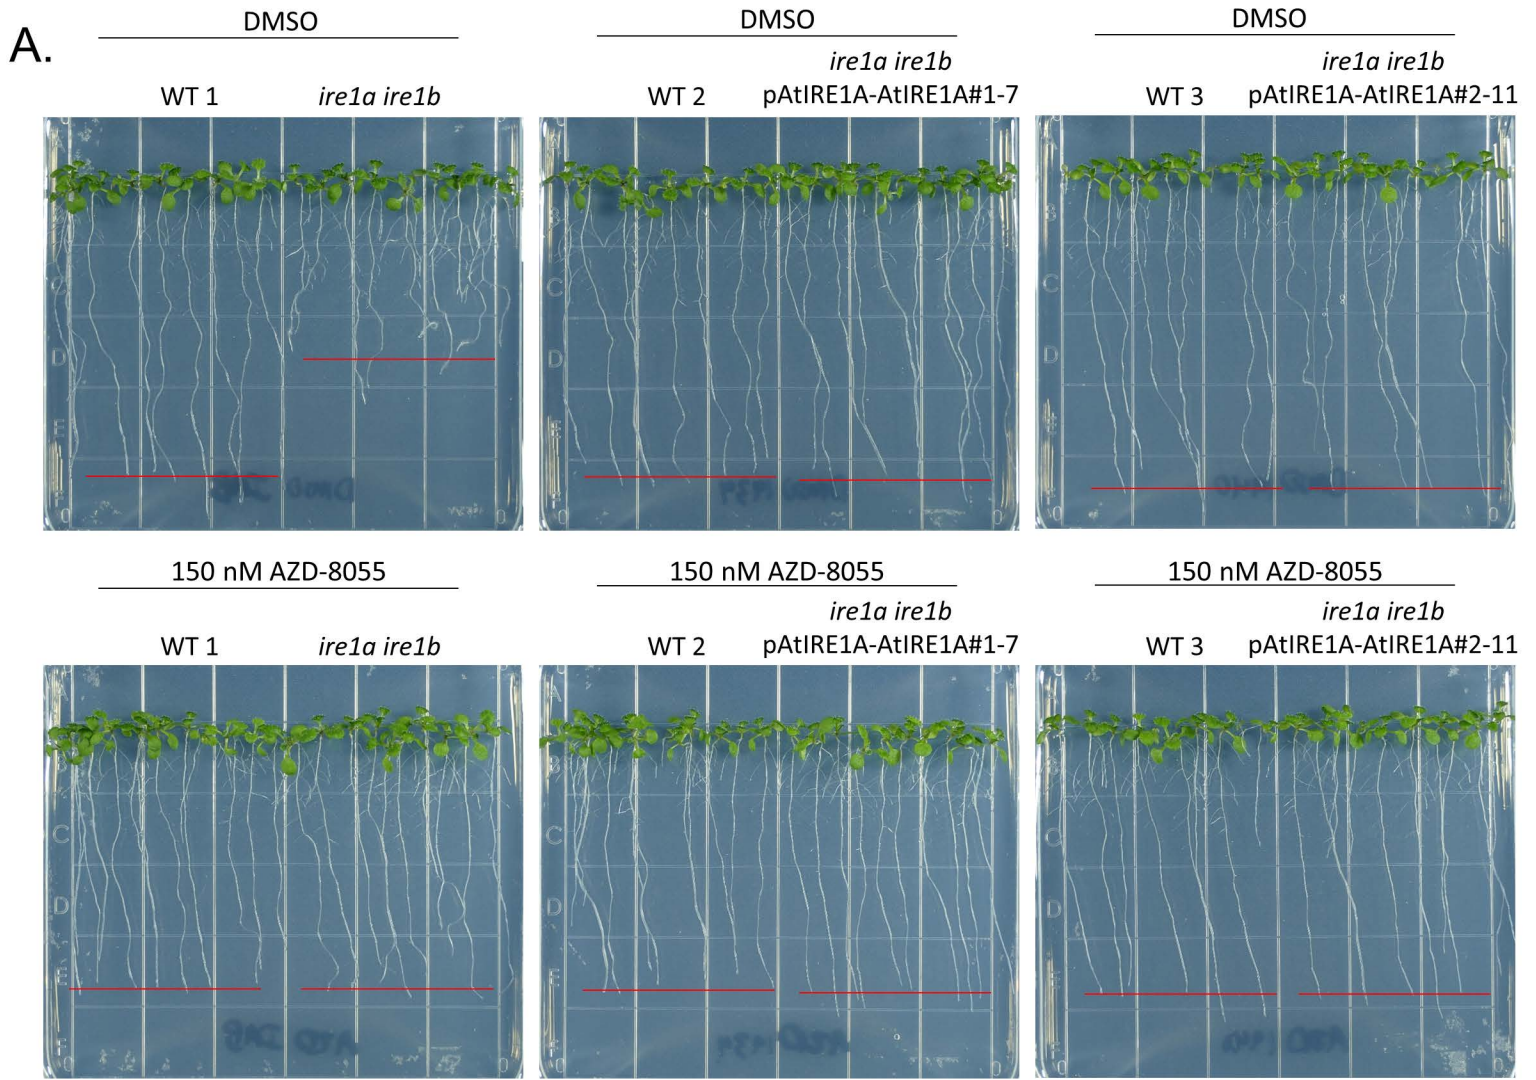 A.
DMSO
WT 1 ire1a ire1b
DMSO
ire1a ire1b
WT 2 pAtIRE1A-AtIRE1A#1-7
DMSO
ire1a ire1b
WT 3 pAtIRE1A-AtIRE1A#2-11
150 nM AZD-8055
WT 1 ire1a ire1b
150 nM AZD-8055
ire1a ire1b
WT 2 pAtIRE1A-AtIRE1A#1-7
150 nM AZD-8055
ire1a ire1b
WT 3 pAtIRE1A-AtIRE1A#2-11